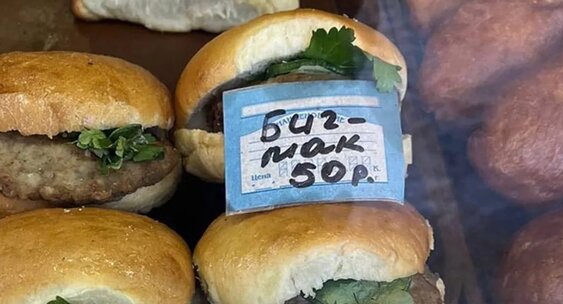 Биг-
мак
50р.
Цена